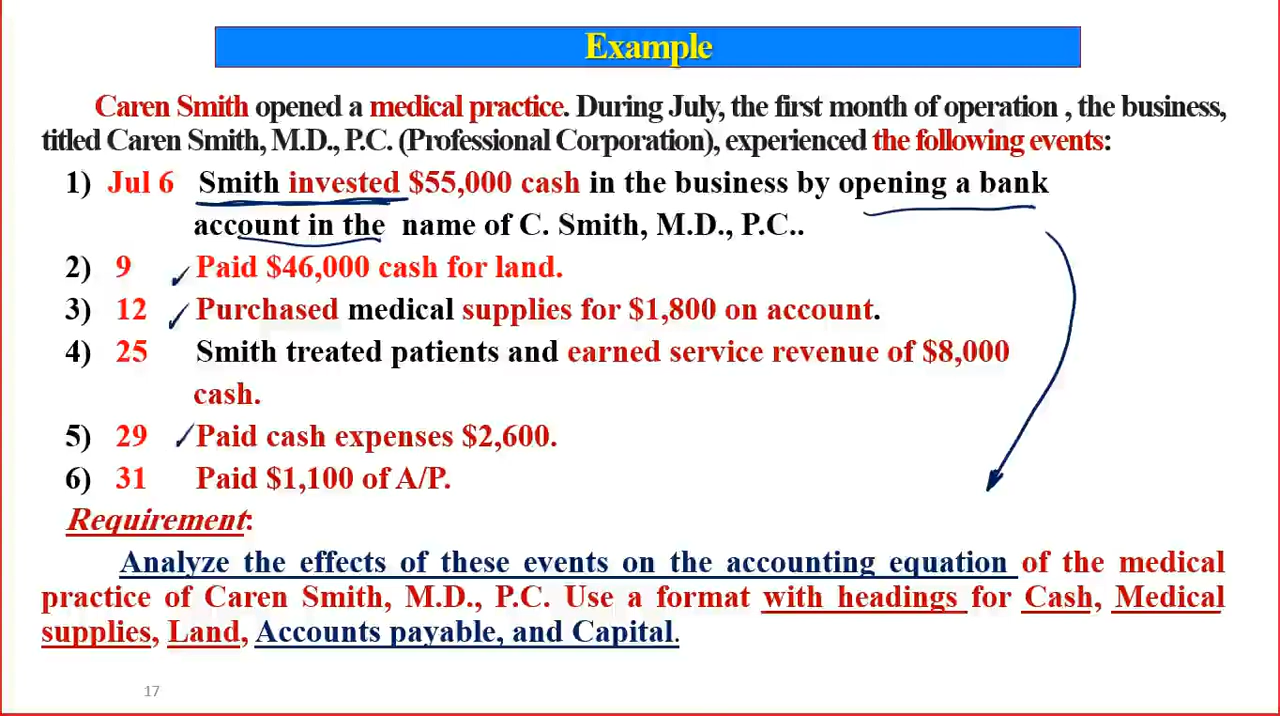 Example
Caren Smith opened a medical practice. During July, the first month of operation , the business,
titled Caren Smith, M.D., P.C. (Professional Corporation), experienced the following events:
1) Jul 6 Smith invested $55,000 cash in the business by opening a bank
account in the name of C. Smith, M.D., P.C..
2) 9 Paid $46,000 cash for land.
3) 12 Purchased medical supplies for $1,800 on account.
4) 25 Smith treated patients and earned service revenue of $8,000
cash.
5) 29 Paid cash expenses $2,600.
6) 31 Paid $1,100 of A/P.
Requirement:
Analyze the effects of these events on the accounting equation of the medical
practice of Caren Smith, M.D., P.C. Use a format with headings for Cash, Medical
supplies, Land, Accounts payable, and Capital.
17